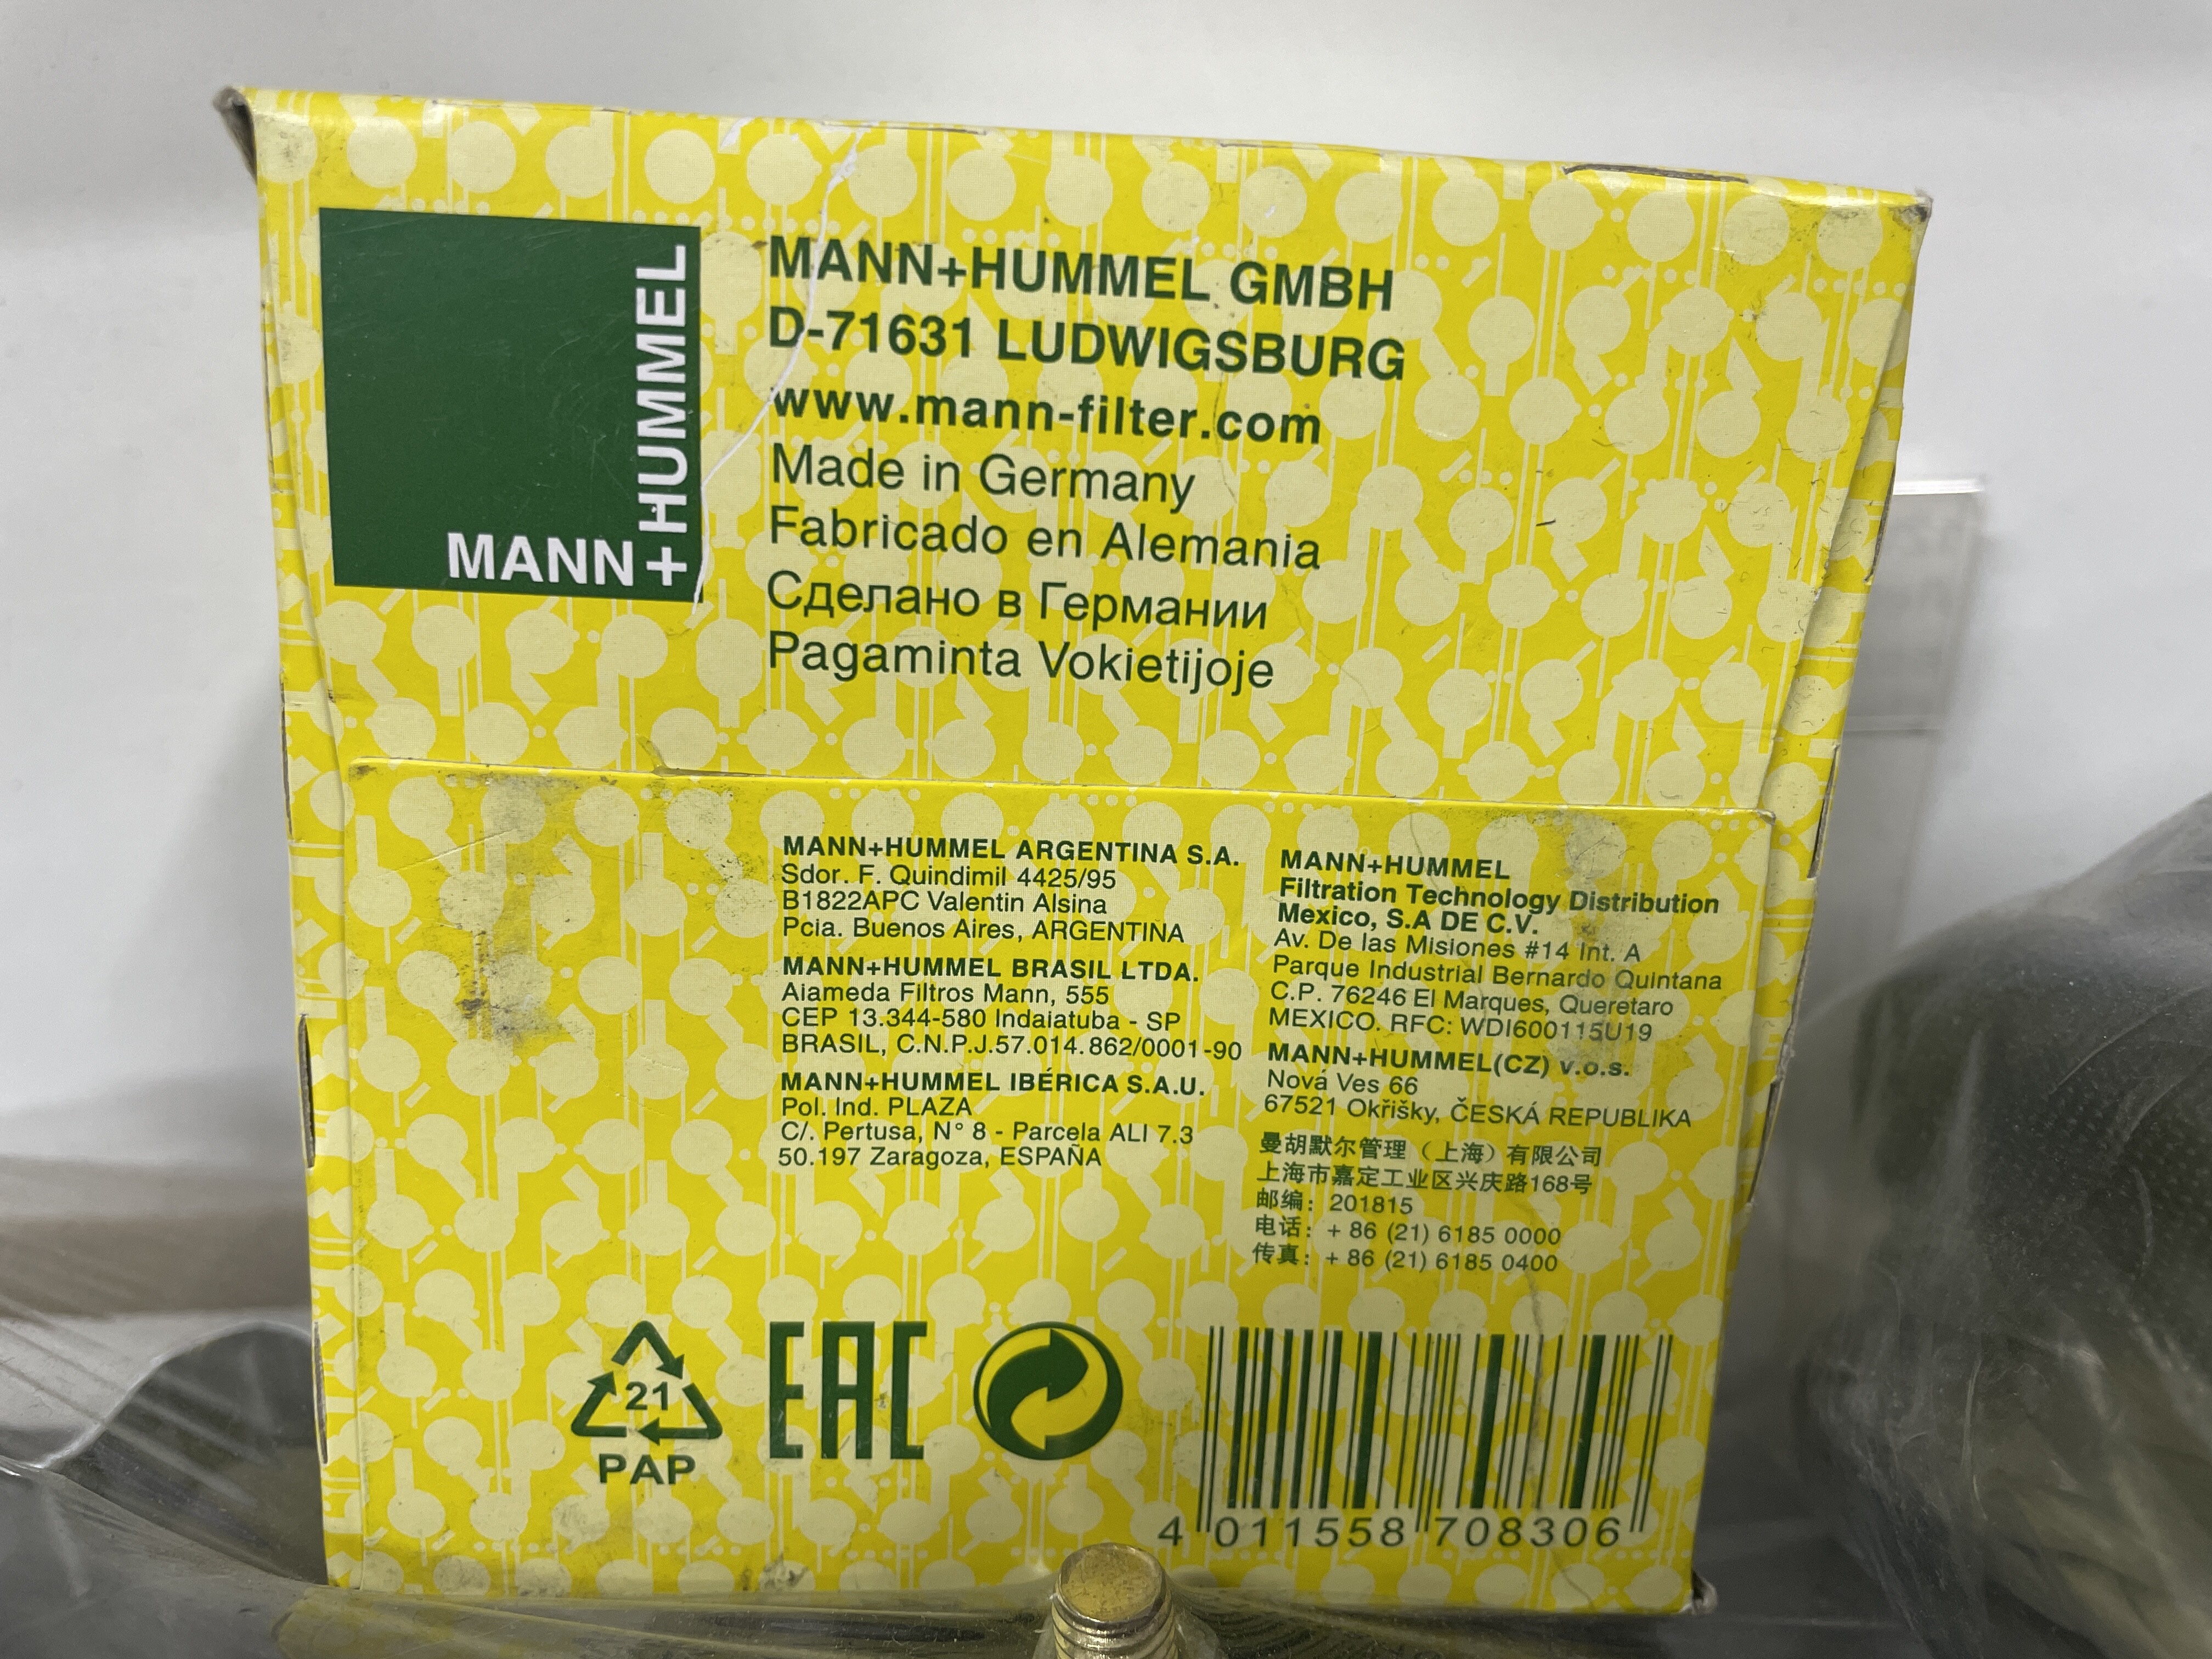 MANN+HUMMEL
MANN+HUMMEL GMBH
D-71631 LUDWIGSBURG
www.mann-filter.com
Made in Germany
Fabricado en Alemania
Сделано в Германии
Pagaminta Vokietijoje
MANN+HUMMEL ARGENTINA S.A.
Sdor. F. Quindimil 4425/95
B1822APC Valentin Alsina
Pcia. Buenos Aires, ARGENTINA
MANN+HUMMEL BRASIL LTDA.
Alameda Filtros Mann, 555
CEP 13.344-580 Indaiatuba - SP
BRASIL, C.N.P.J.57.014.862/0001-90
MANN+HUMMEL IBÉRICA S.A.U.
Pol. Ind. PLAZA
C/. Pertusa, N° 8 - Parcela ALI 7.3
50.197 Zaragoza, ESPAÑA
MANN+HUMMEL
Filtration Technology Distribution
Mexico, S.A DE C.V.
Av. De las Misiones #14 Int. A
Parque Industrial Bernardo Quintana
C.P. 76246 El Marques, Queretaro
MEXICO. RFC: WDI600115U19
MANN+HUMMEL(CZ) v.o.s.
Nová Ves 66
67521 Okříšky, ČESKÁ REPUBLIKA
曼胡默尔管理（上海）有限公司
上海市嘉定工业区兴庆路168号
邮编：201815
电话：+ 86 (21) 6185 0000
传真：+ 86 (21) 6185 0400
21
PAP
EAC
4 011558 708306